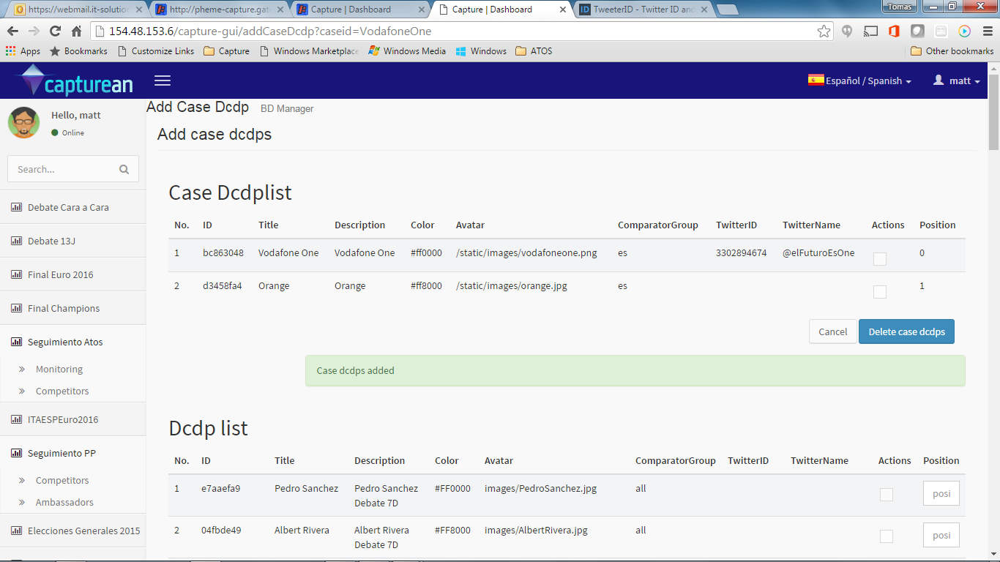 https://webmail.it-solution
http://pheme-capture.gate
Capture | Dashboard
Capture | Dashboard
TweeterID - Twitter ID and
Tomas
154.48.153.6/capture-gui/addCaseDcdp?caseid=VodafoneOne
Apps
Bookmarks
Customize Links
Capture
Windows Marketplace
Windows Media
Windows
ATOS
Other bookmarks
capturean
Español / Spanish
matt
Hello, matt
Online
Search...
Debate Cara a Cara
Debate 13J
Final Euro 2016
Final Champions
Seguimiento Atos
Monitoring
Competitors
ITAESPEuro2016
Seguimiento PP
Competitors
Ambassadors
Elecciones Generales 2015
Add Case Dcdp BD Manager
Add case dcdps
Case Dcdplist
No. ID Title Description Color Avatar ComparatorGroup TwitterID TwitterName Actions Position
1 bc863048 Vodafone One Vodafone One #ff0000 /static/images/vodafoneone.png es 3302894674 @elFuturoEsOne 0
2 d3458fa4 Orange Orange #ff8000 /static/images/orange.jpg es 1
Cancel Delete case dcdps
Case dcdps added
Dcdp list
No. ID Title Description Color Avatar ComparatorGroup TwitterID TwitterName Actions Position
1 e7aaefa9 Pedro Sanchez Pedro Sanchez #FF0000 images/PedroSanchez.jpg all posi
Debate 7D
2 04fbde49 Albert Rivera Albert Rivera #FF8000 images/AlbertRivera.jpg all posi
Debate 7D